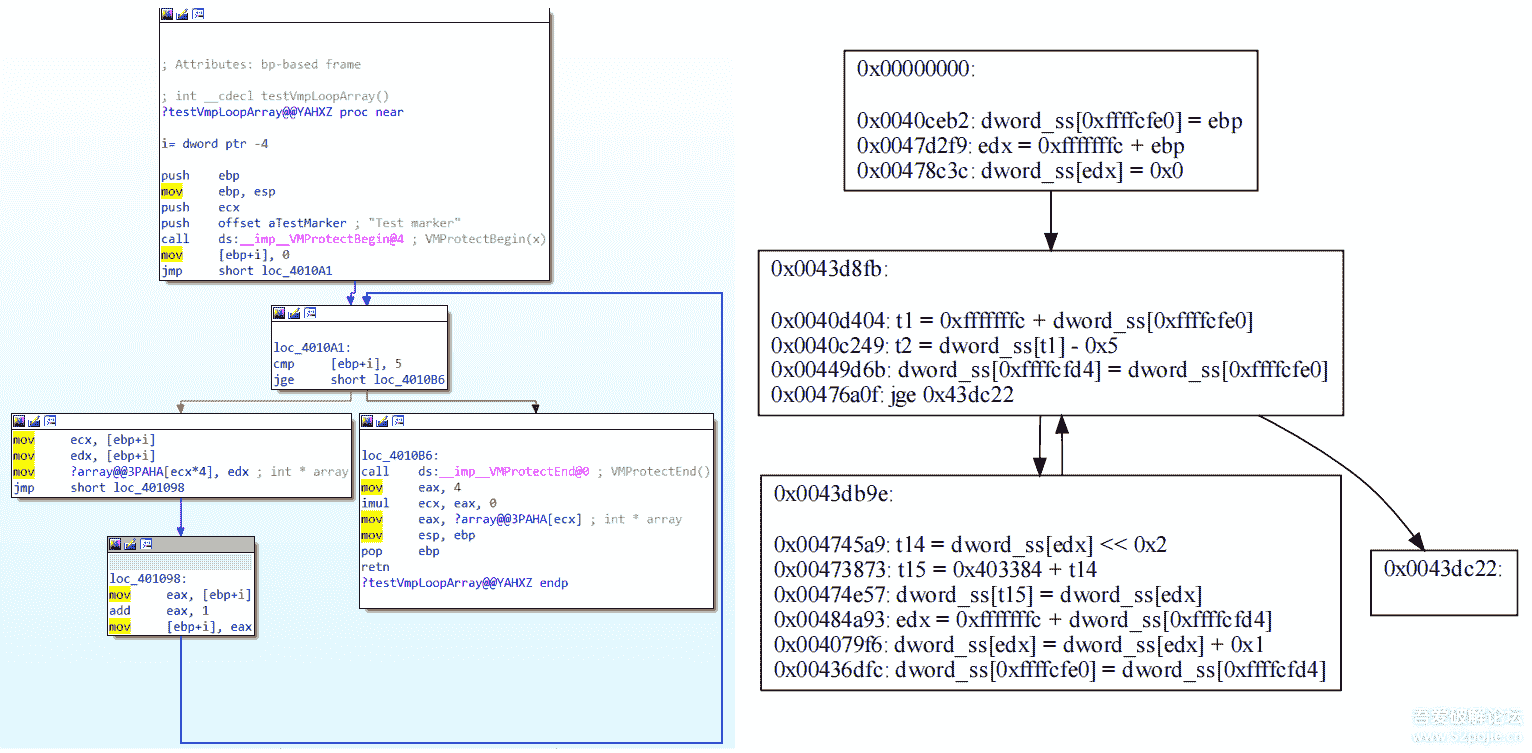 ; Attributes: bp-based frame
; int __cdecl testVmpLoopArray()
?testVmpLoopArray@@YAHXZ proc near
i= dword ptr -4
push ebp
mov ebp, esp
push ecx
push offset aTestMarker ; "Test marker"
call ds:__imp__VMProtectBegin@4 ; VMProtectBegin(x)
mov [ebp+i], 0
jmp short loc_4010A1
loc_4010A1:
cmp [ebp+i], 5
jge short loc_4010B6
mov ecx, [ebp+i]
mov edx, [ebp+i]
mov ?array@@3PAHA[ecx*4], edx ; int * array
jmp short loc_401098
loc_4010B6:
call ds:__imp__VMProtectEnd@0 ; VMProtectEnd()
mov eax, 4
imul ecx, eax, 0
mov eax, ?array@@3PAHA[ecx] ; int * array
mov esp, ebp
pop ebp
retn
?testVmpLoopArray@@YAHXZ endp
loc_401098:
mov eax, [ebp+i]
add eax, 1
mov [ebp+i], eax
0x00000000:
0x0040ceb2: dword_ss[0xffffcfe0] = ebp
0x0047d2f9: edx = 0xfffffffc + ebp
0x00478c3c: dword_ss[edx] = 0x0
0x0043d8fb:
0x0040d404: t1 = 0xfffffffc + dword_ss[0xffffcfe0]
0x0040c249: t2 = dword_ss[t1] - 0x5
0x00449d6b: dword_ss[0xffffcfd4] = dword_ss[0xffffcfe0]
0x00476a0f: jge 0x43dc22
0x0043db9e:
0x004745a9: t14 = dword_ss[edx] << 0x2
0x00473873: t15 = 0x403384 + t14
0x00474e57: dword_ss[t15] = dword_ss[edx]
0x00484a93: edx = 0xfffffffc + dword_ss[0xffffcfd4]
0x004079f6: dword_ss[edx] = dword_ss[edx] + 0x1
0x00436dfc: dword_ss[0xffffcfe0] = dword_ss[0xffffcfd4]
0x0043dc22: